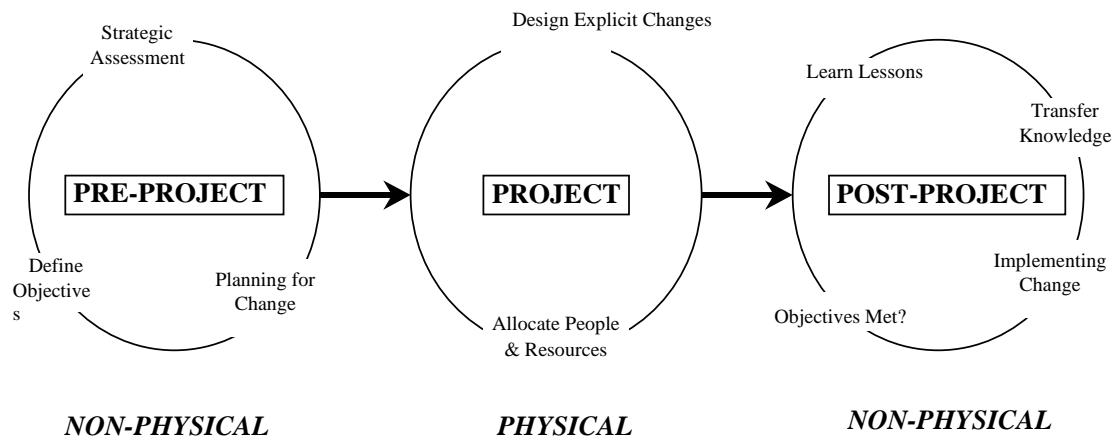 Strategic
Assessment
PRE-PROJECT
Define
Objective
s
Planning for
Change
NON-PHYSICAL
Design Explicit Changes
PROJECT
Allocate People
& Resources
PHYSICAL
Learn Lessons
Transfer
Knowledge
POST-PROJECT
Implementing
Change
Objectives Met?
NON-PHYSICAL